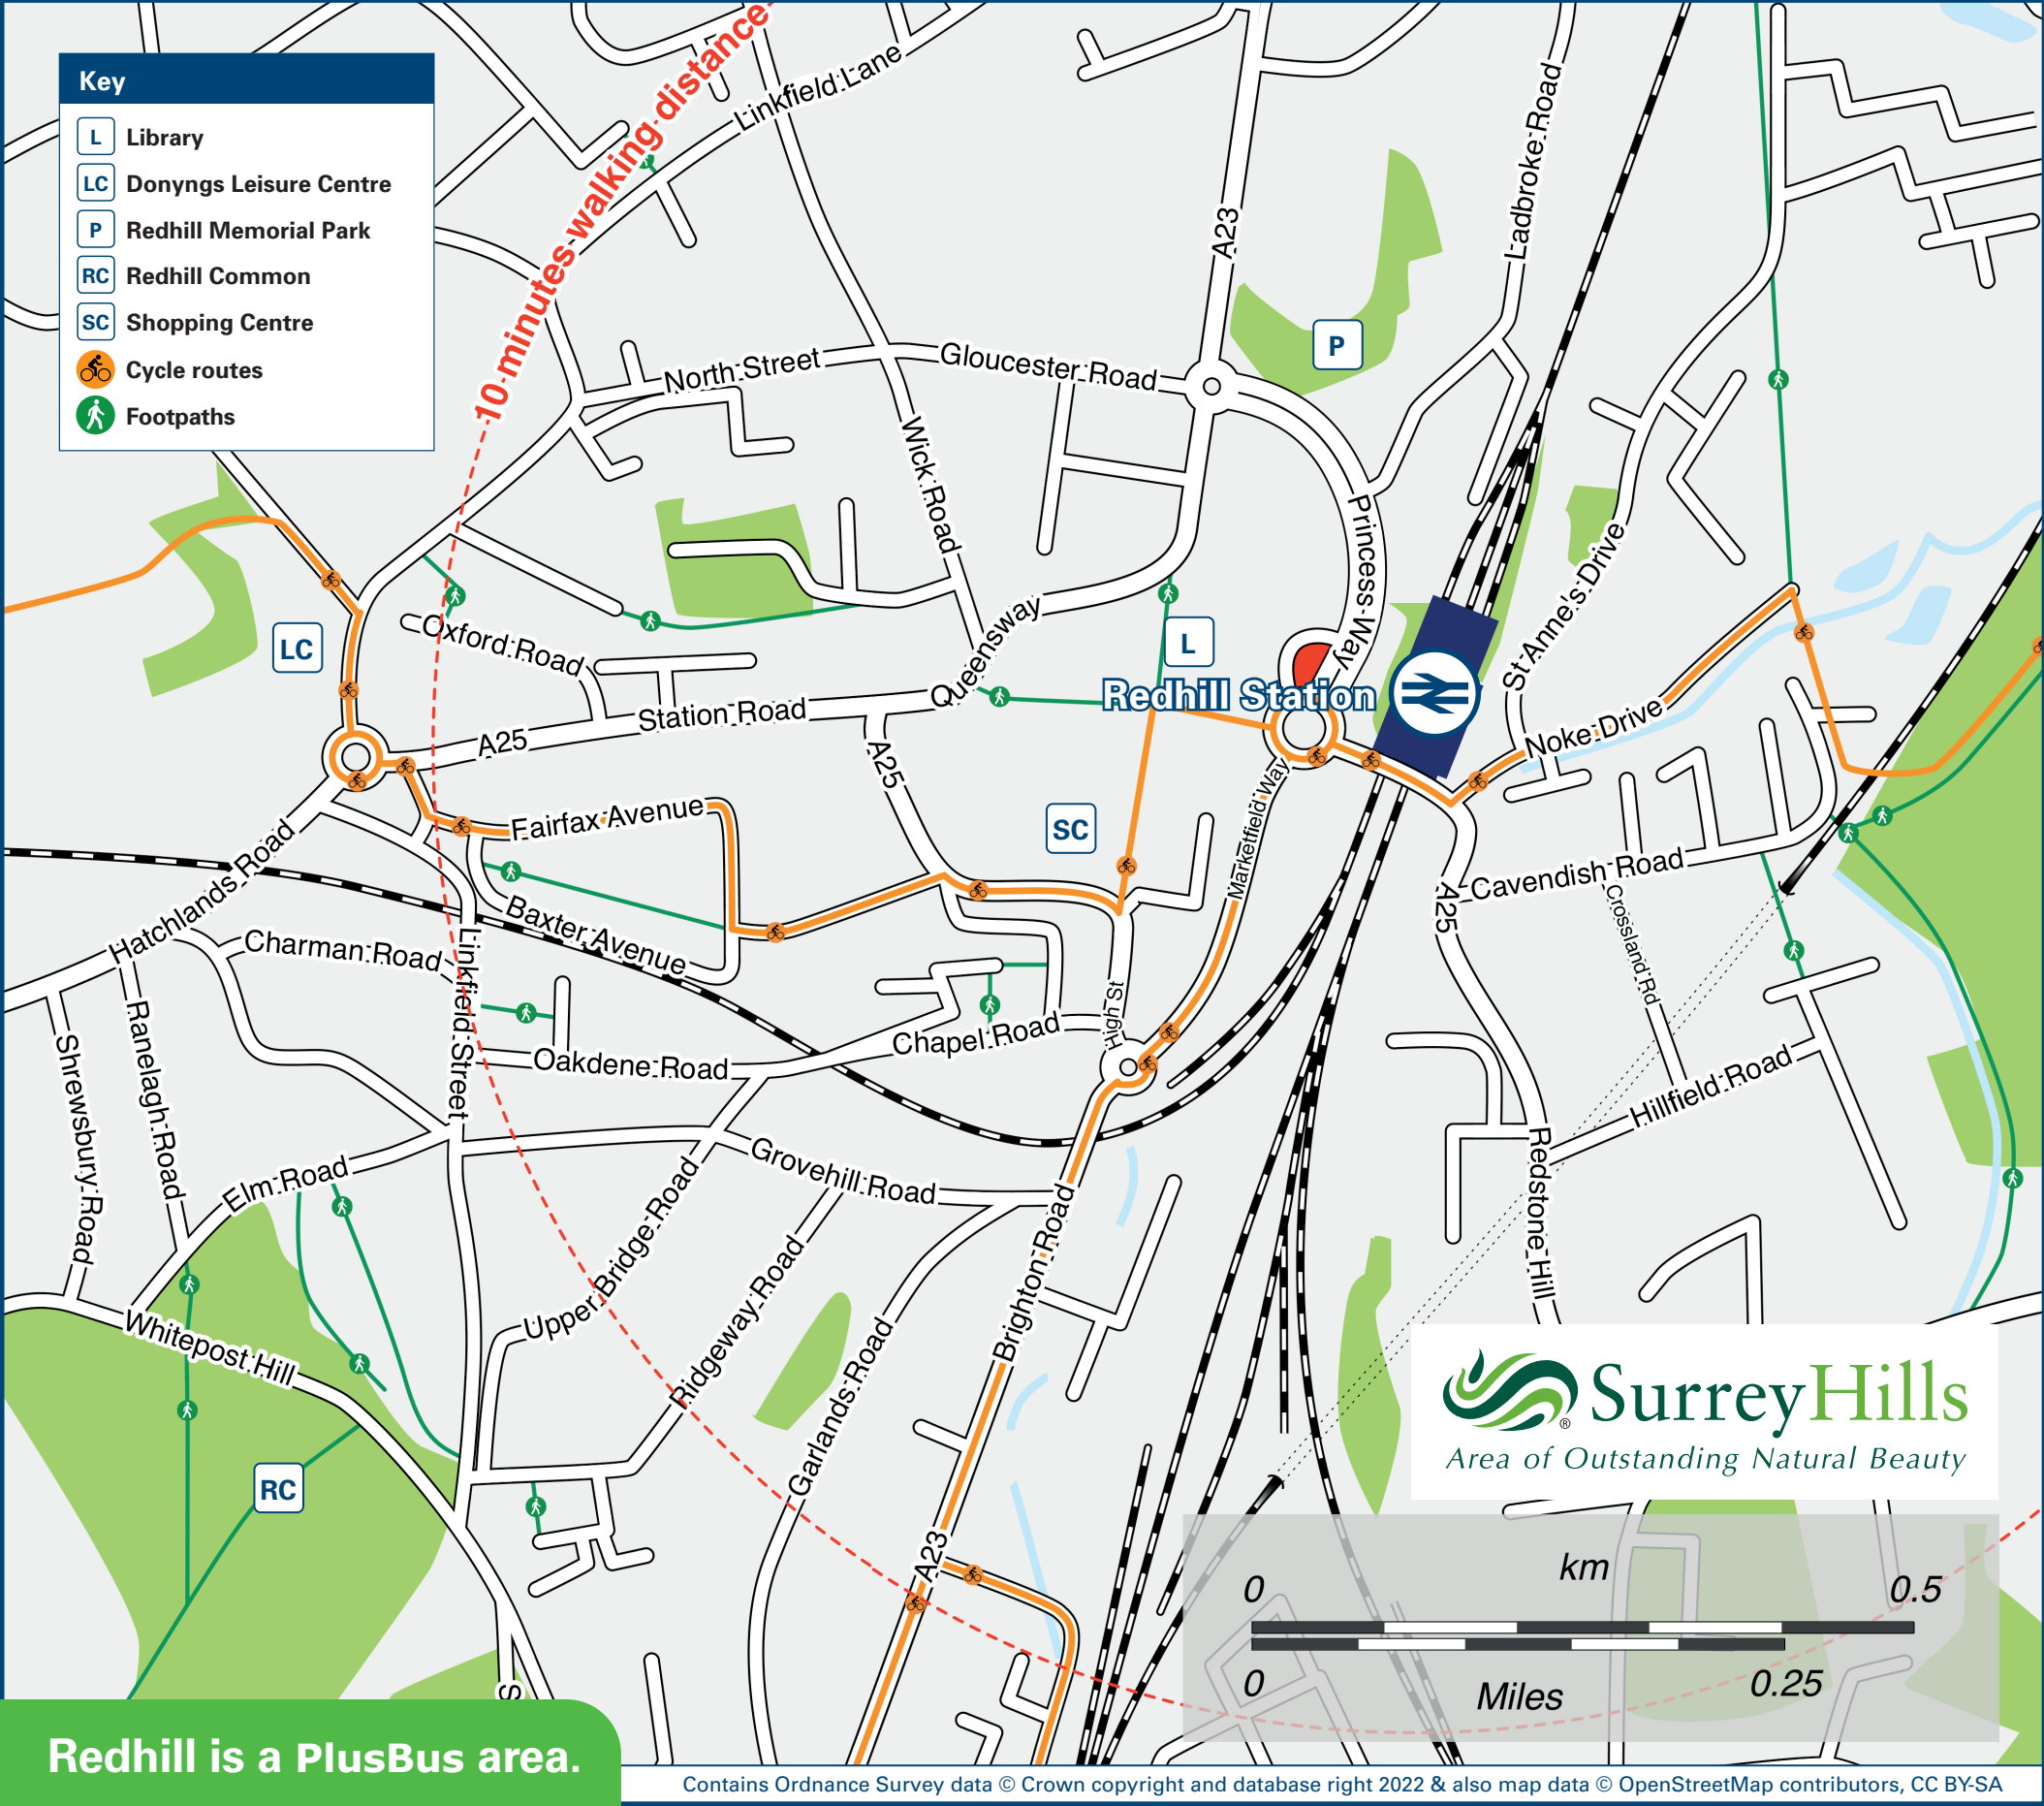 Key
L Library
LC Donyngs Leisure Centre
P Redhill Memorial Park
RC Redhill Common
SC Shopping Centre
Cycle routes
Footpaths
10 minutes walking distance
Linkfield Lane
A23
Ladbroke Road
P
North Street
Gloucester Road
Wick Road
Princess Way
St Anne's Drive
LC
Oxford Road
Queensway
L
Redhill Station
Station Road
A25
A25
Noke Drive
Fairfax Avenue
SC
Marketfield Way
Hatchlands Road
Baxter Avenue
Cavendish Road
A25
Crossland Rd
Charman Road
Linkfield Street
High St
Chapel Road
Oakdene Road
Shrewsbury Road
Ranelagh Road
Hillfield Road
Elm Road
Grovehill Road
Redstone Hill
Upper Bridge Road
Ridgeway Road
Brighton Road
Garlands Road
Whitepost Hill
RC
A23
S
SurreyHills
®
Area of Outstanding Natural Beauty
km
0 0.5
0 Miles 0.25
Redhill is a PlusBus area.
Contains Ordnance Survey data © Crown copyright and database right 2022 & also map data © OpenStreetMap contributors, CC BY-SA